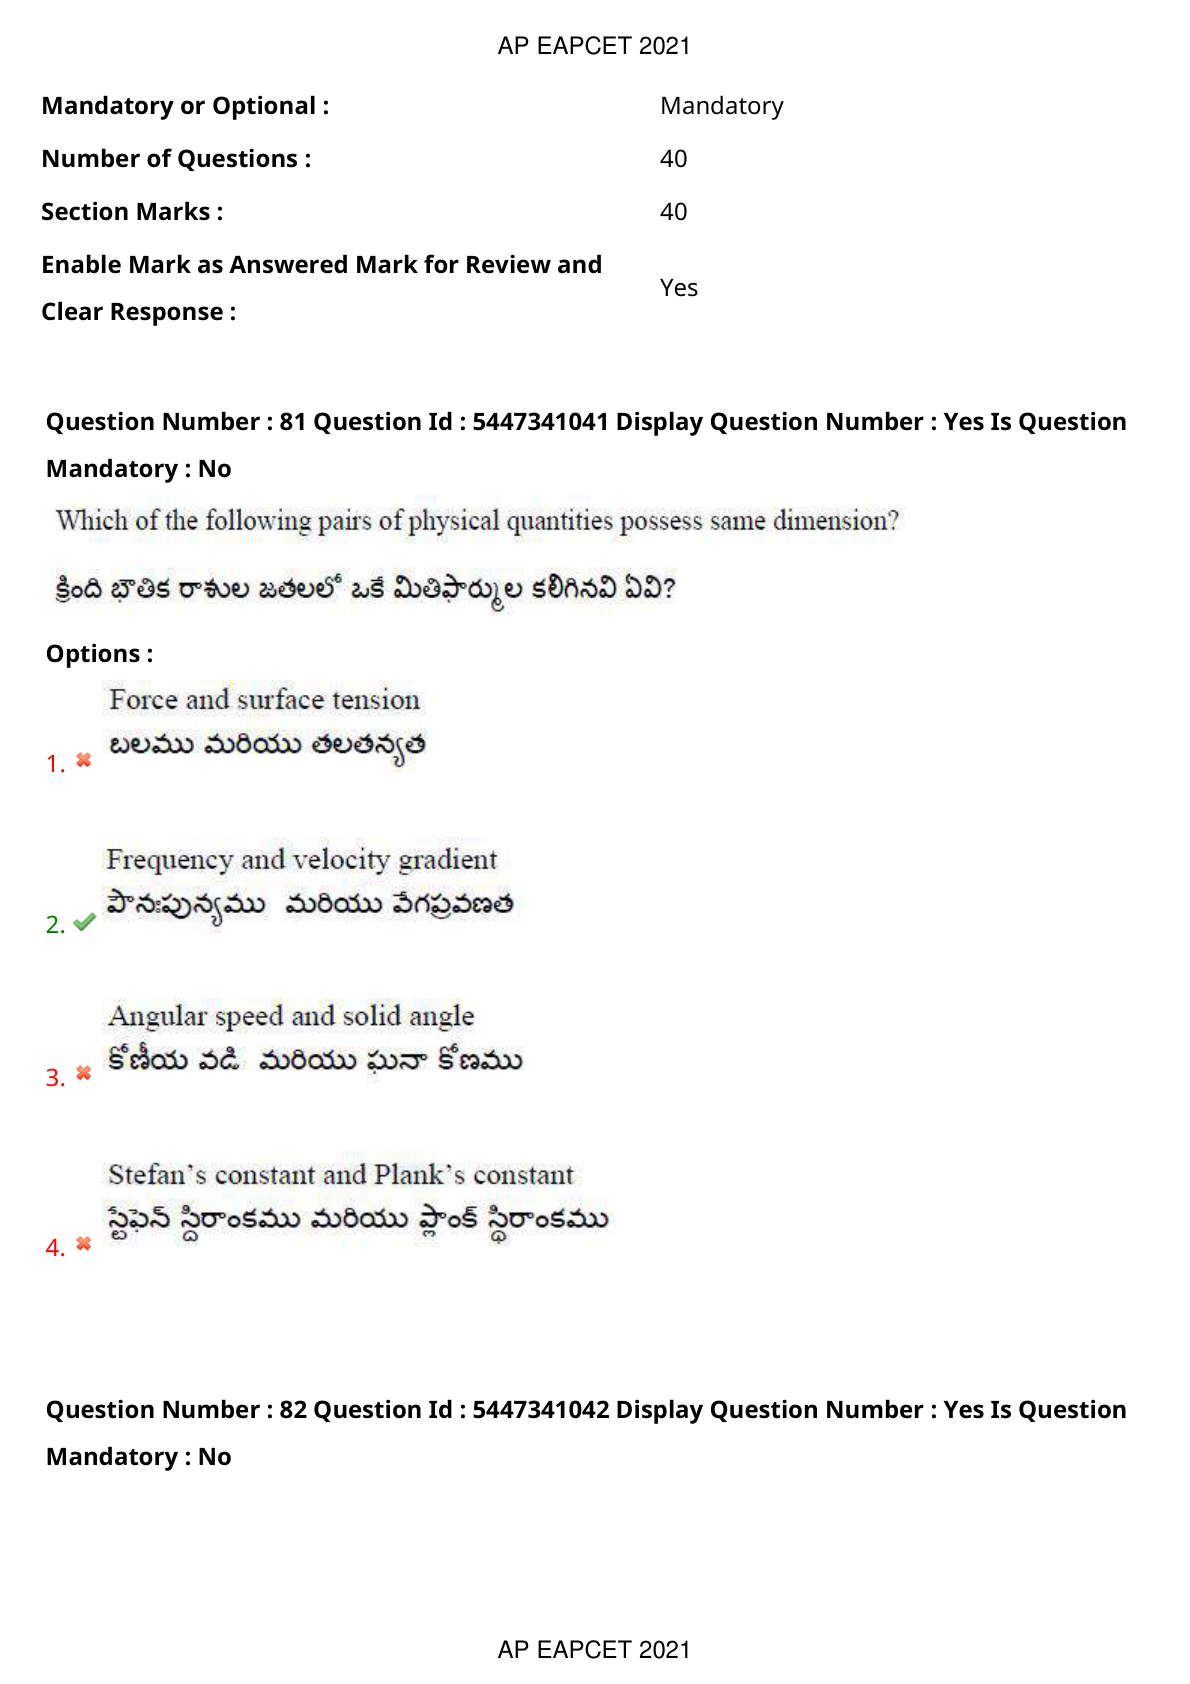 AP EAPCET 2021
Mandatory or Optional : Mandatory
Number of Questions : 40
Section Marks : 40
Enable Mark as Answered Mark for Review and
Clear Response : Yes
Question Number : 81 Question Id : 5447341041 Display Question Number : Yes Is Question
Mandatory : No
Which of the following pairs of physical quantities possess same dimension?
క్రింది భౌతిక రాశుల జతలలో ఒకే మితిఫార్ముల కలిగినవి ఏవి?
Options :
Force and surface tension
బలము మరియు తలతన్యత
1.
Frequency and velocity gradient
పౌనఃపున్యము మరియు వేగప్రవణత
2.
Angular speed and solid angle
కోణీయ వడి మరియు ఘనా కోణము
3.
Stefan's constant and Plank's constant
స్టెఫెన్ స్దిరాంకము మరియు ప్లాంక్ స్థిరాంకము
4.
Question Number : 82 Question Id : 5447341042 Display Question Number : Yes Is Question
Mandatory : No
AP EAPCET 2021